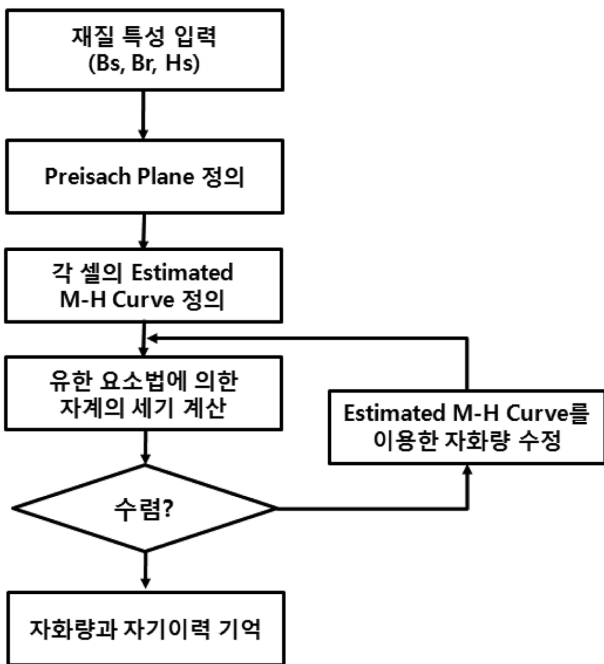 재질 특성 입력
(Bs, Br, Hs)
Preisach Plane 정의
각 셀의 Estimated
M-H Curve 정의
유한 요소법에 의한
자계의 세기 계산
Estimated M-H Curve를
이용한 자화량 수정
수렴?
자화량과 자기이력 기억